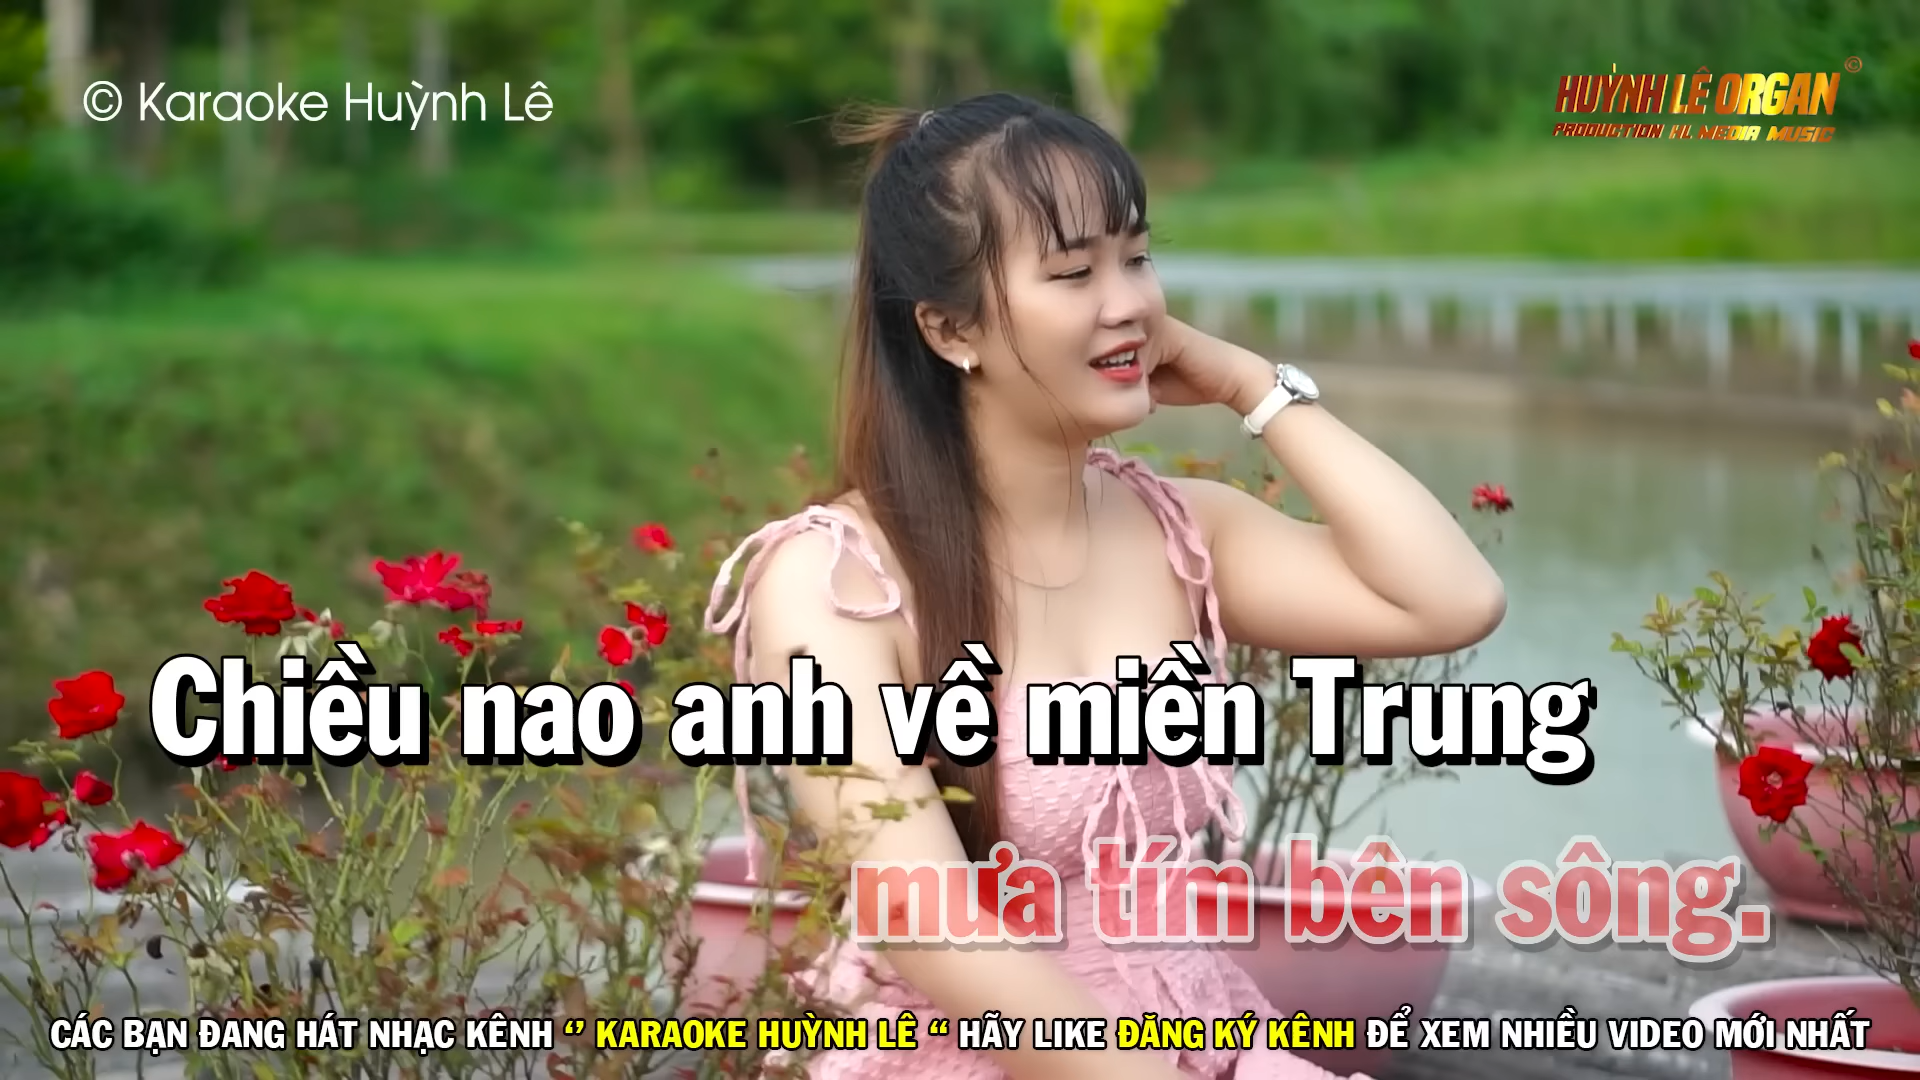 © Karaoke Huỳnh Lê
HUỲNH LÊ ORGAN ©
PRODUCTION HL MEDIA MUSIC
Chiều nao anh về miền Trung
mưa tím bên sông.
CÁC BẠN ĐANG HÁT NHẠC KÊNH ‘’ KARAOKE HUỲNH LÊ “ HÃY LIKE ĐĂNG KÝ KÊNH ĐỂ XEM NHIỀU VIDEO MỚI NHẤT